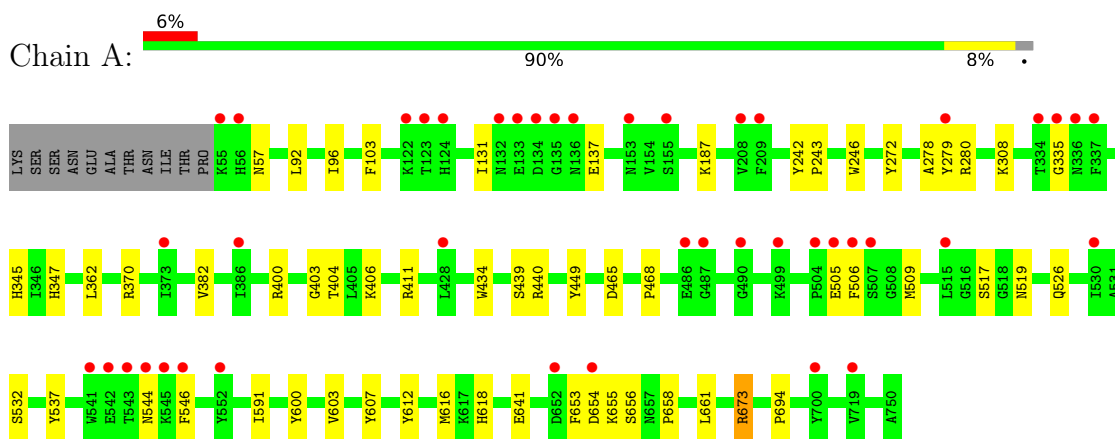 6%
Chain A:
90% 8% •
LYS SER SER ASN GLU ALA THR ASN ILE THR PRO K55 H56 N57 L92 I96 F103 K122 T123 H124 I131 N132 E133 D134 G135 N136 E137 N153 V154 S155 K187 V208 F209 Y242 P243 W246 Y272 A278 Y279 R280 K308 T334 G335 N336 F337
H345 I346 H347 L362 R370 I373 V382 I386 R400 G403 T404 L405 K406 R411 L428 W434 S439 R440 Y449 D465 P468 E486 G487 G490 K499 P504 E505 F506 S507 G508 M509 L515 G516 S517 G518 N519 Q526 I530 A531
S532 Y537 W541 E542 T543 N544 K545 F546 Y552 I591 Y600 V603 Y607 Y612 M616 K617 H618 E641 D652 F653 D654 K655 S656 N657 P658 L661 R673 P694 Y700 V719 A750